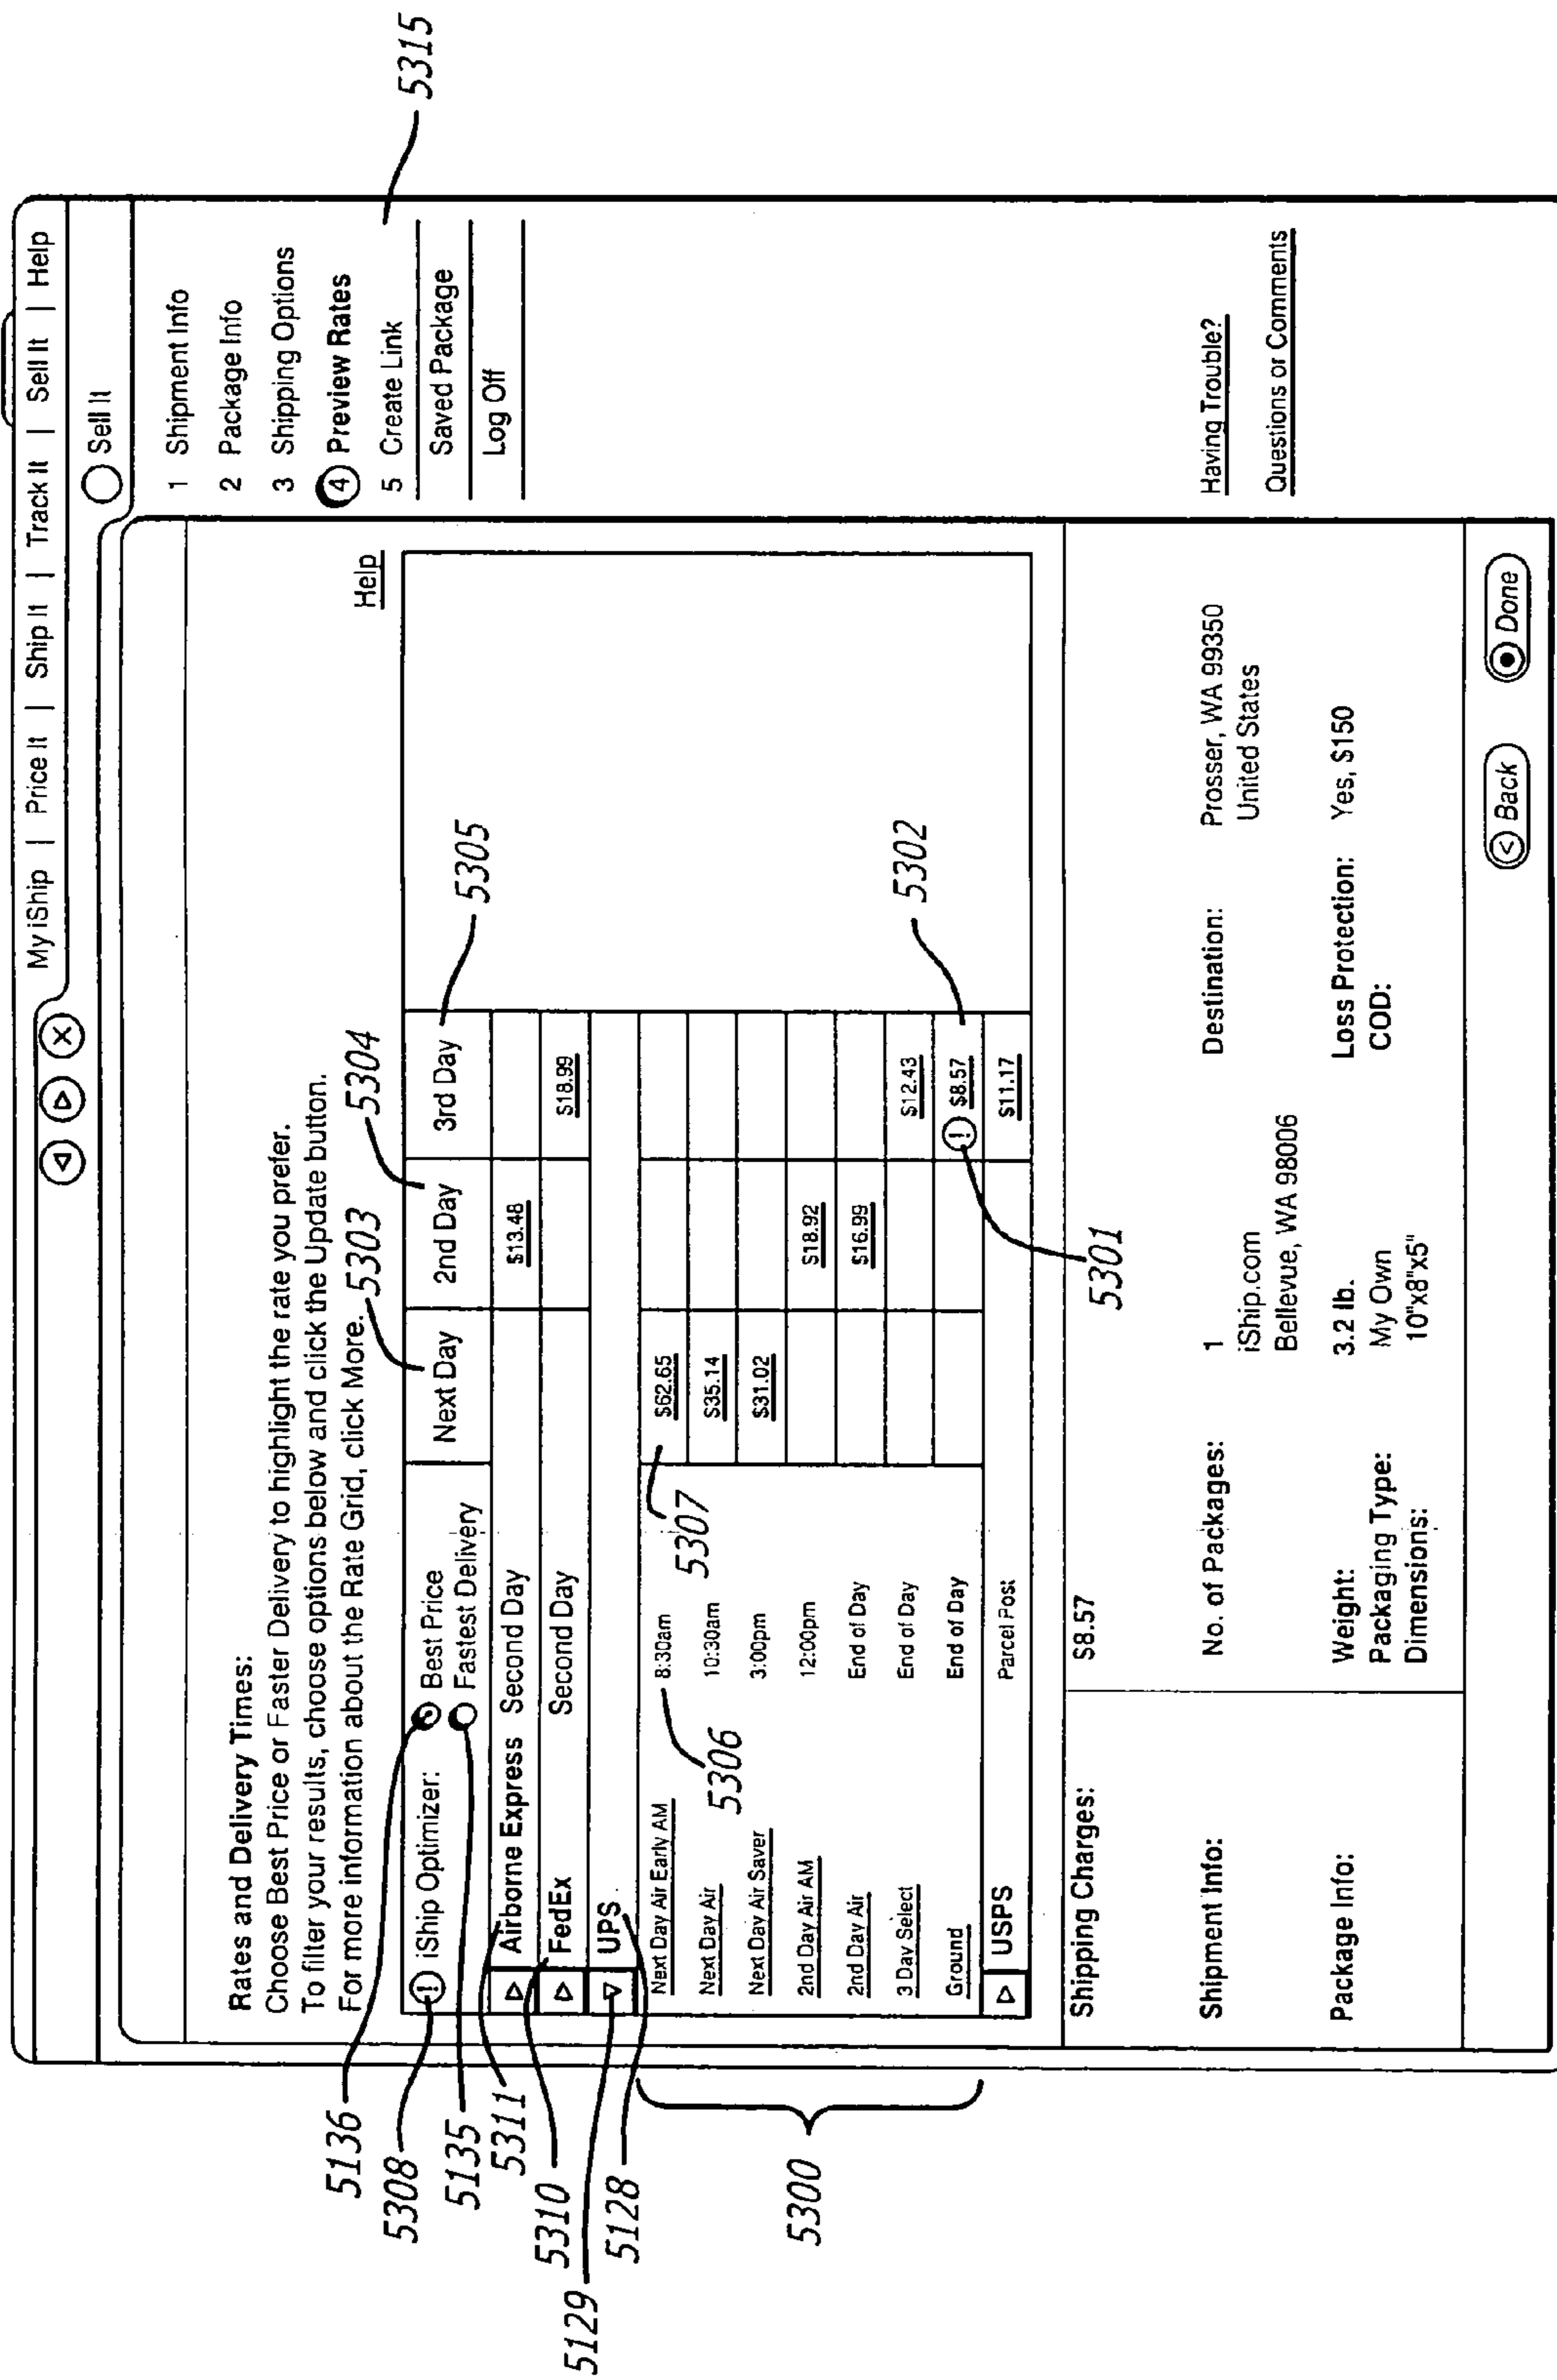 My iShip | Price It | Ship It | Track It | Sell It | Help
Sell It
1 Shipment Info
2 Package Info
3 Shipping Options
4 Preview Rates
5 Create Link
Saved Package
Log Off
5315
Having Trouble?
Questions or Comments
Rates and Delivery Times:
Choose Best Price or Faster Delivery to highlight the rate you prefer.
To filter your results, choose options below and click the Update button.
For more information about the Rate Grid, click More.
Help
5303
5304
5305
5136
5308
5135
5311
5310
5129
5128
! iShip Optimizer: Best Price Next Day 2nd Day 3rd Day
Fastest Delivery
Airborne Express Second Day $13.48
FedEx Second Day $18.99
UPS
Next Day Air Early AM 8:30am $62.65
Next Day Air 10:30am $35.14
Next Day Air Saver 3:00pm $31.02
2nd Day Air AM 12:00pm $18.92
2nd Day Air End of Day $16.99
3 Day Select End of Day $12.43
Ground End of Day ! $8.57
USPS Parcel Post $11.17
5306
5307
5302
5301
5300
Shipping Charges: $8.57
Shipment Info: No. of Packages: 1 Destination: Prosser, WA 99350
iShip.com United States
Bellevue, WA 98006
Package Info: Weight: 3.2 lb. Loss Protection: Yes, $150
Packaging Type: My Own COD:
Dimensions: 10"x8"x5"
< Back Done